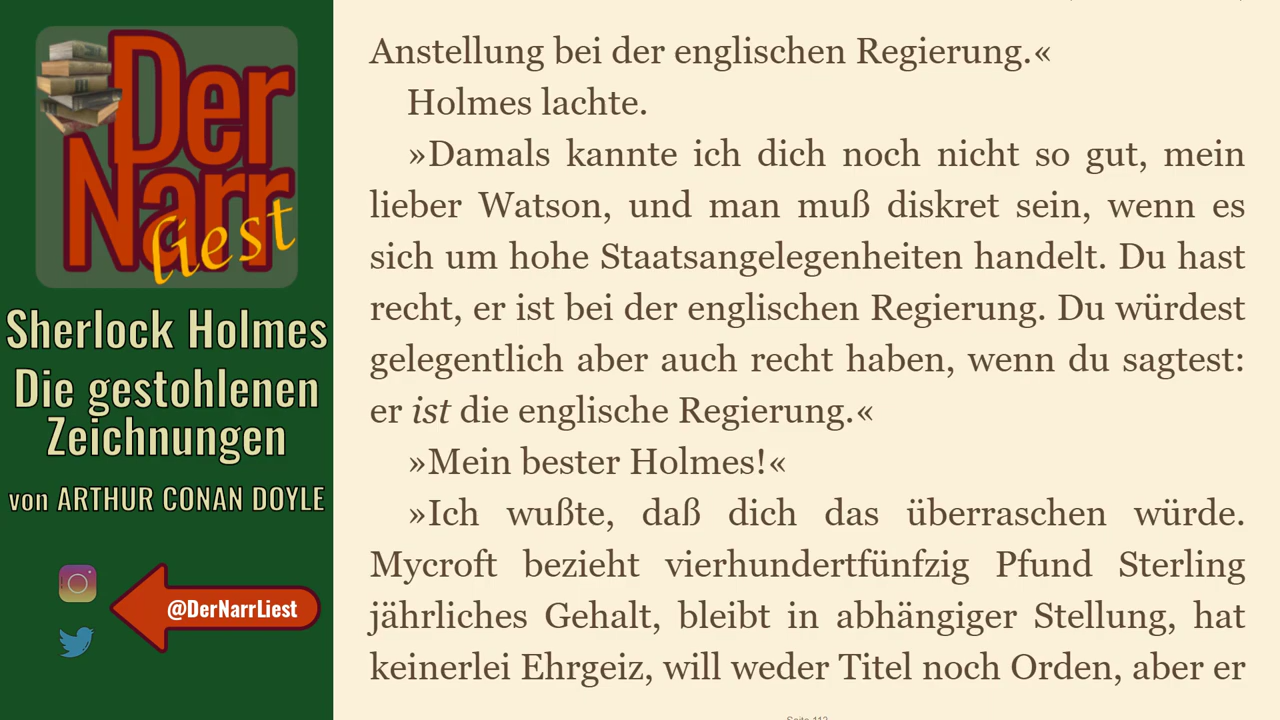 Der
Narr
liest
Sherlock Holmes
Die gestohlenen
Zeichnungen
von ARTHUR CONAN DOYLE
@DerNarrLiest
Anstellung bei der englischen Regierung.«
Holmes lachte.
»Damals kannte ich dich noch nicht so gut, mein
lieber Watson, und man muß diskret sein, wenn es
sich um hohe Staatsangelegenheiten handelt. Du hast
recht, er ist bei der englischen Regierung. Du würdest
gelegentlich aber auch recht haben, wenn du sagtest:
er ist die englische Regierung.«
»Mein bester Holmes!«
»Ich wußte, daß dich das überraschen würde.
Mycroft bezieht vierhundertfünfzig Pfund Sterling
jährliches Gehalt, bleibt in abhängiger Stellung, hat
keinerlei Ehrgeiz, will weder Titel noch Orden, aber er